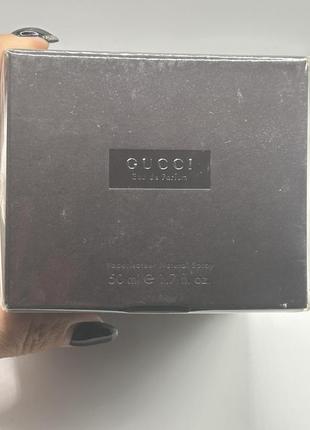 GUCCI
Eau de Parfum
Vaporisateur Natural Spray
50 ml e 1.7 fl. oz.